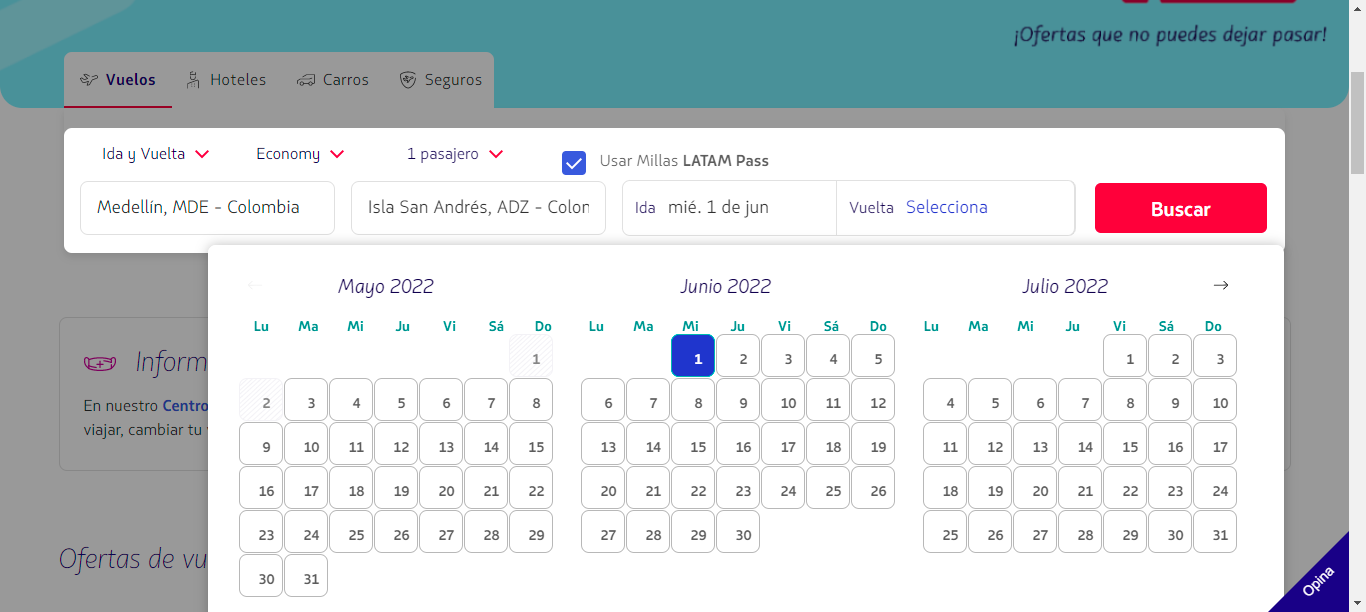 ¡Ofertas que no puedes dejar pasar!
Vuelos Hoteles Carros Seguros
Ida y Vuelta Economy 1 pasajero Usar Millas LATAM Pass
Medellín, MDE - Colombia Isla San Andrés, ADZ - Colon Ida mié. 1 de jun Vuelta Selecciona Buscar
Mayo 2022 Junio 2022 Julio 2022
Lu Ma Mi Ju Vi Sá Do Lu Ma Mi Ju Vi Sá Do Lu Ma Mi Ju Vi Sá Do
1 1 2 3 4 5 1 2 3
2 3 4 5 6 7 8 6 7 8 9 10 11 12 4 5 6 7 8 9 10
9 10 11 12 13 14 15 13 14 15 16 17 18 19 11 12 13 14 15 16 17
16 17 18 19 20 21 22 20 21 22 23 24 25 26 18 19 20 21 22 23 24
23 24 25 26 27 28 29 27 28 29 30 25 26 27 28 29 30 31
30 31
Inform
En nuestro Centro
viajar, cambiar tu
Ofertas de vu
Opina